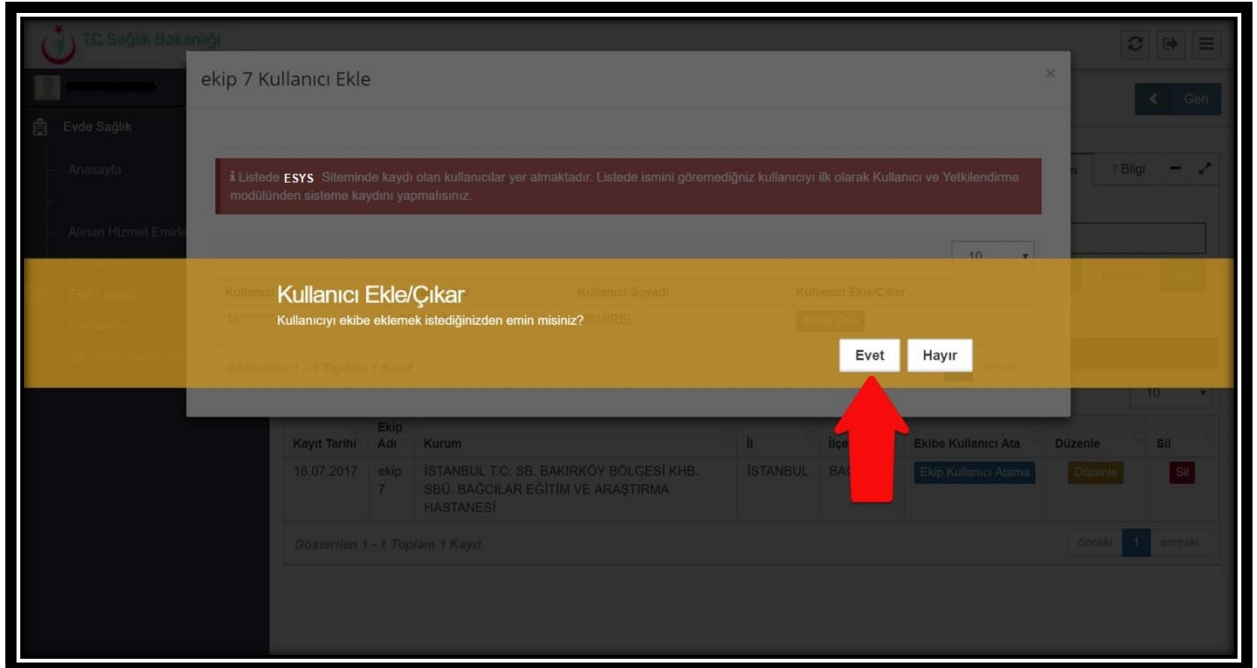 T.C. Sağlık Bakanlığı
ekip 7 Kullanıcı Ekle
×
Geri
Evde Sağlık
Anasayfa
i Listede ESYS Siteminde kaydı olan kullanıcılar yer almaktadır. Listede ismini göremediğniz kullanıcıyı ilk olarak Kullanıcı ve Yetkilendirme
modülünden sisteme kaydını yapmalısınız.
? Bilgi
Alınan Hizmet Emirle
10
Ekip Listesi
Kullanıcı Soyadı
Kullanıcı Ekle/Çıkar
Kullanıcı Ekle/Çıkar
Kullanıcıyı ekibe eklemek istediğinizden emin misiniz?
15*******
DEMİREL
Ekibe Ekle
Evet
Hayır
Gösterilen 1 - 1 Toplam 1 Kayıt
sonraki
10
Kayıt Tarihi
Ekip
Adı
Kurum
İl
İlçe
Ekibe Kullanıcı Ata
Düzenle
Sil
16.07.2017
ekip
7
İSTANBUL T.C. SB. BAKIRKÖY BÖLGESİ KHB.
SBÜ. BAĞCILAR EĞİTİM VE ARAŞTIRMA
HASTANESİ
İSTANBUL
Ekip Kullanıcı Atama
Düzenle
Sil
Gösterilen 1 - 1 Toplam 1 Kayıt
önceki
1
sonraki